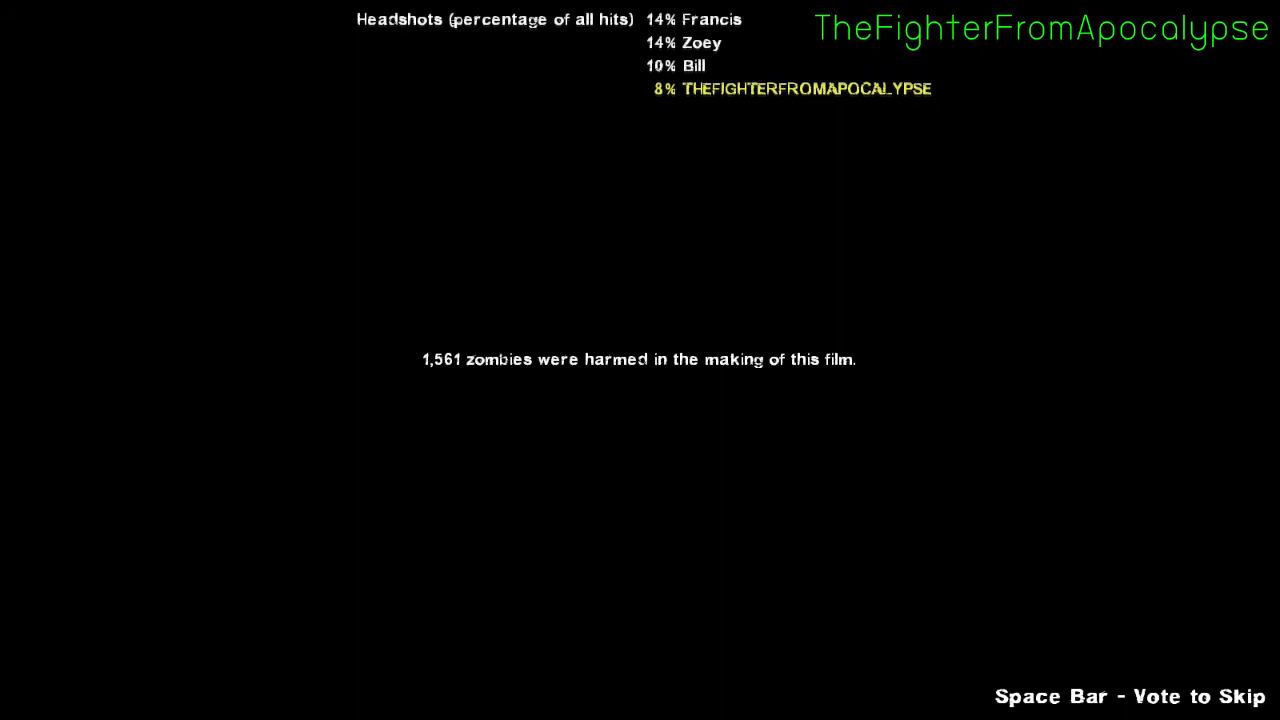 Headshots (percentage of all hits) 14% Francis
TheFighterFromApocalypse
14% Zoey
10% Bill
8% THEFIGHTERFROMAPOCALYPSE
1,561 zombies were harmed in the making of this film.
Space Bar - Vote to Skip